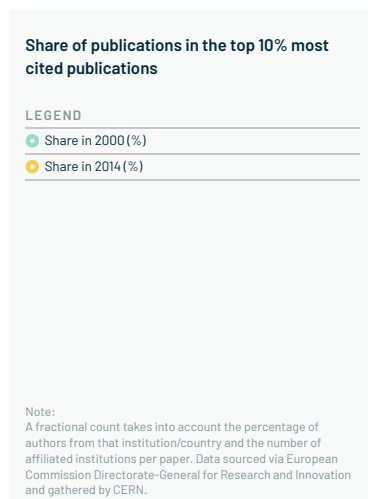 Share of publications in the top 10% most
cited publications
LEGEND
Share in 2000 (%)
Share in 2014 (%)
Note:
A fractional count takes into account the percentage of
authors from that institution/country and the number of
affiliated institutions per paper. Data sourced via European
Commission Directorate-General for Research and Innovation
and gathered by CERN.